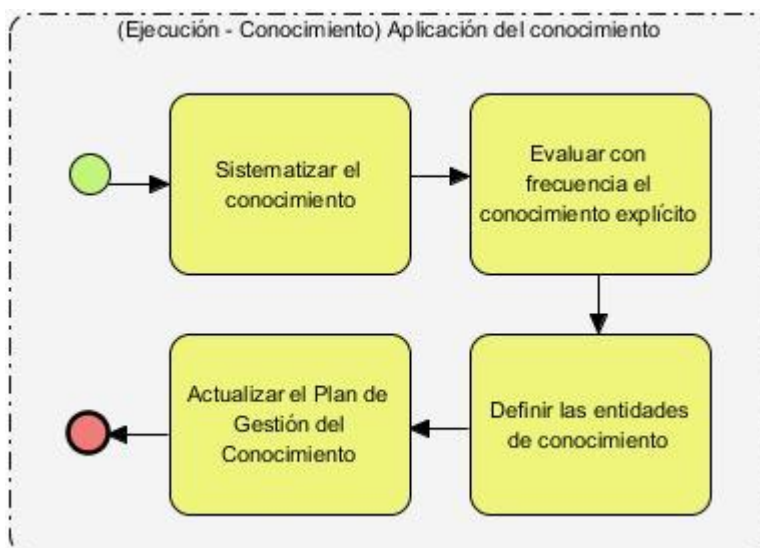 (Ejecución - Conocimiento) Aplicación del conocimiento
Sistematizar el
conocimiento
Evaluar con
frecuencia el
conocimiento explícito
Definir las entidades
de conocimiento
Actualizar el Plan de
Gestión del
Conocimiento